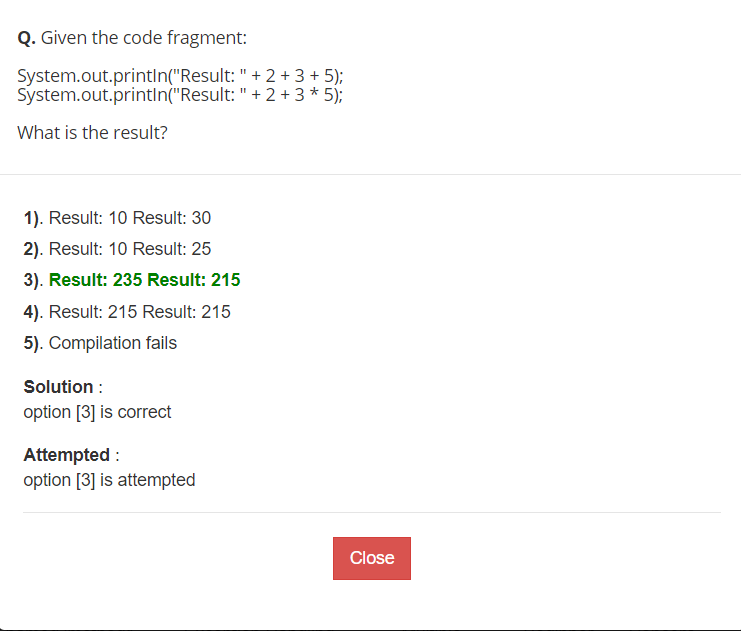 Q. Given the code fragment:
System.out.println("Result: " + 2 + 3 + 5);
System.out.println("Result: " + 2 + 3 * 5);
What is the result?
1). Result: 10 Result: 30
2). Result: 10 Result: 25
3). Result: 235 Result: 215
4). Result: 215 Result: 215
5). Compilation fails
Solution :
option [3] is correct
Attempted :
option [3] is attempted
Close